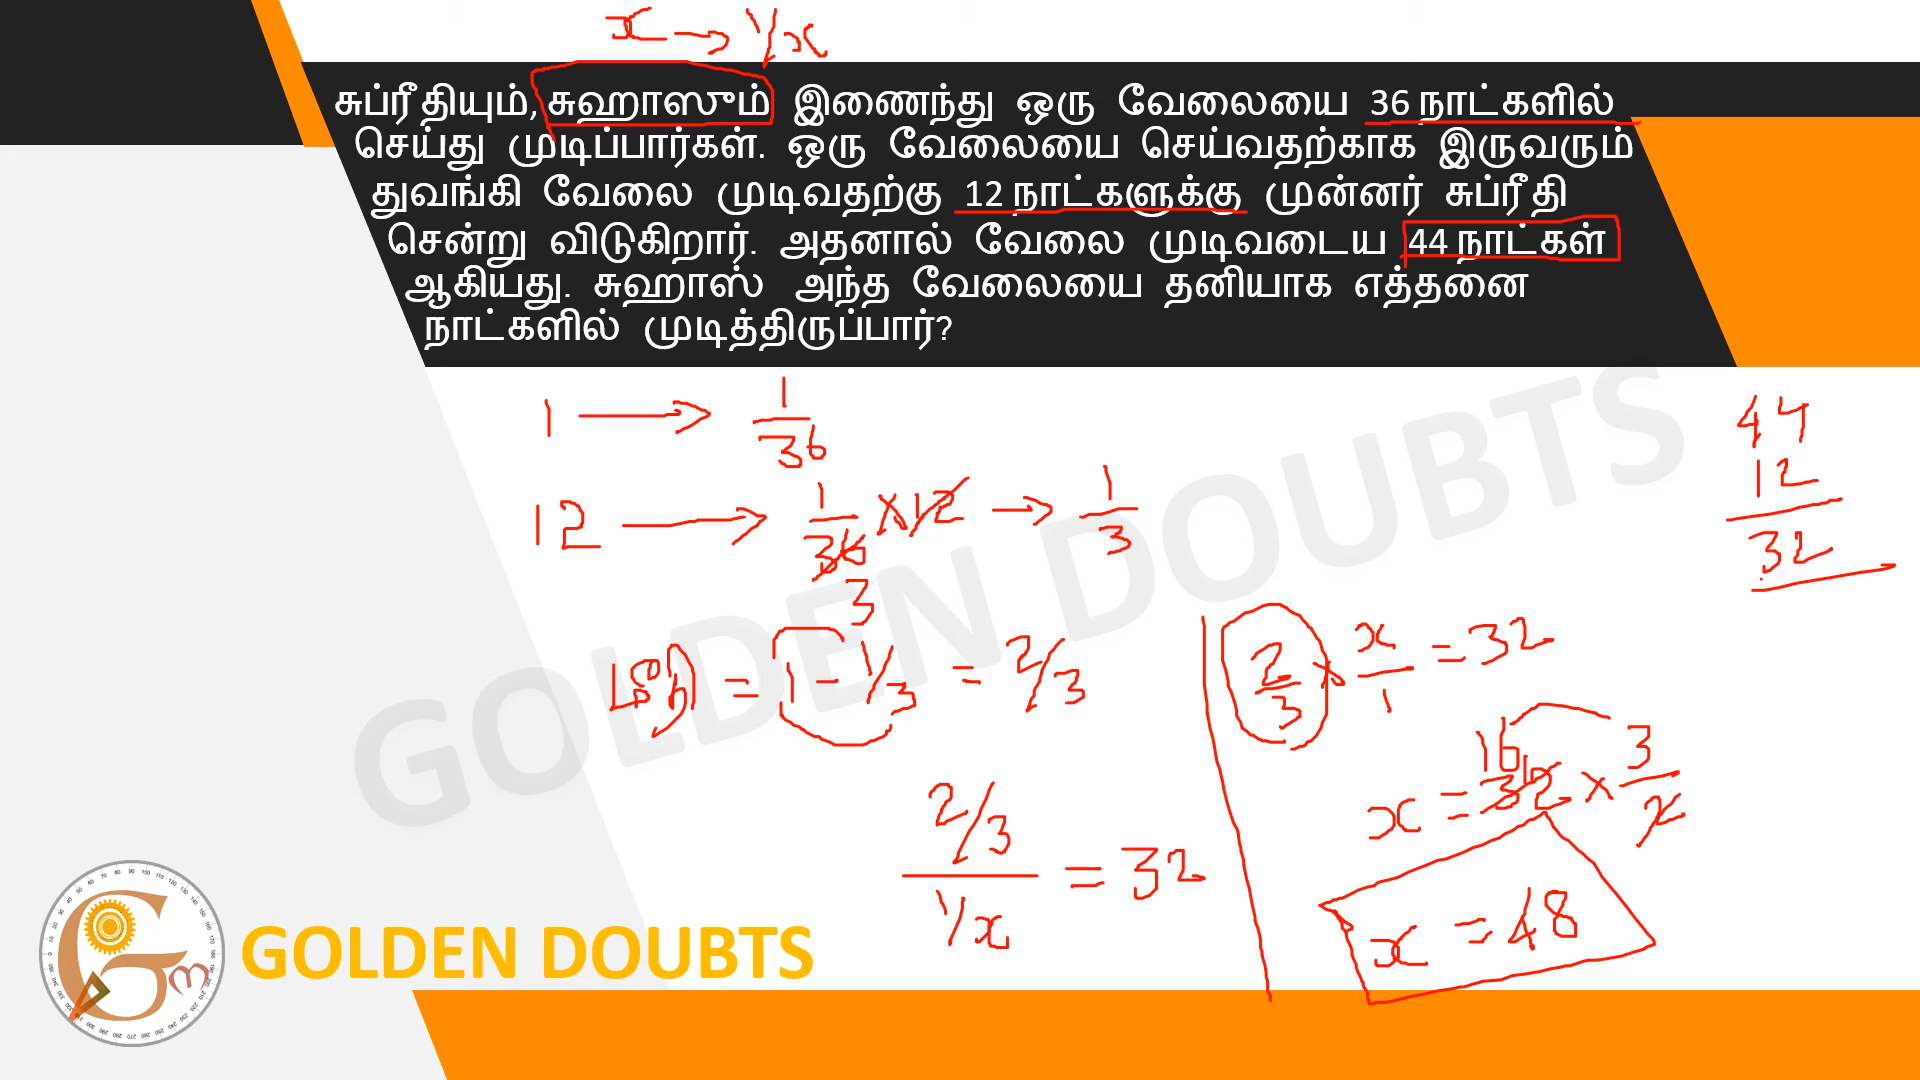 x → 1/x
சுப்ரீதியும், சுஹாஸும் இணைந்து ஒரு வேலையை 36 நாட்களில்
செய்து முடிப்பார்கள். ஒரு வேலையை செய்வதற்காக இருவரும்
துவங்கி வேலை முடிவதற்கு 12 நாட்களுக்கு முன்னர் சுப்ரீதி
சென்று விடுகிறார். அதனால் வேலை முடிவடைய 44 நாட்கள்
ஆகியது. சுஹாஸ் அந்த வேலையை தனியாக எத்தனை
நாட்களில் முடித்திருப்பார்?
1 → 1/36
12 → 1/36 × 12 → 1/3
3
மீதி = 1 - 1/3 = 2/3
2/3 / 1/x = 32
44
12
32
2/3 × x/1 = 32
16
x = 32 × 3/2
x = 48
GOLDEN DOUBTS
GOLDEN DOUBTS